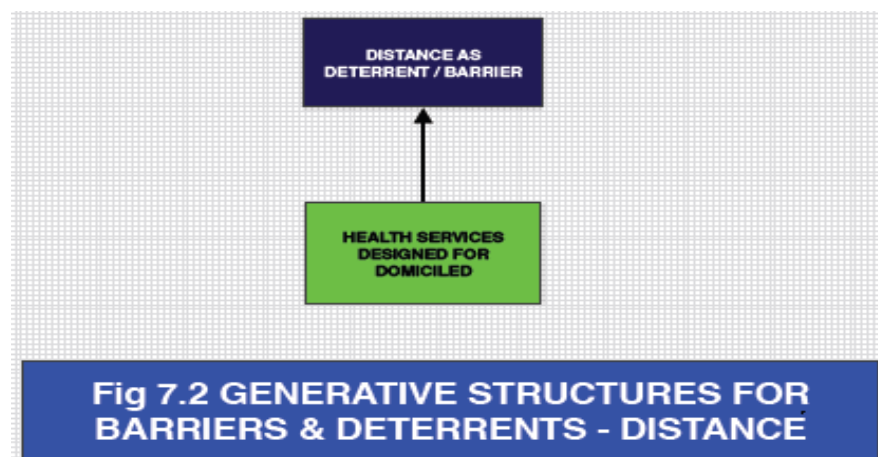 DISTANCE AS
DETERRENT / BARRIER
HEALTH SERVICES
DESIGNED FOR
DOMICILED
Fig 7.2 GENERATIVE STRUCTURES FOR
BARRIERS & DETERRENTS - DISTANCE